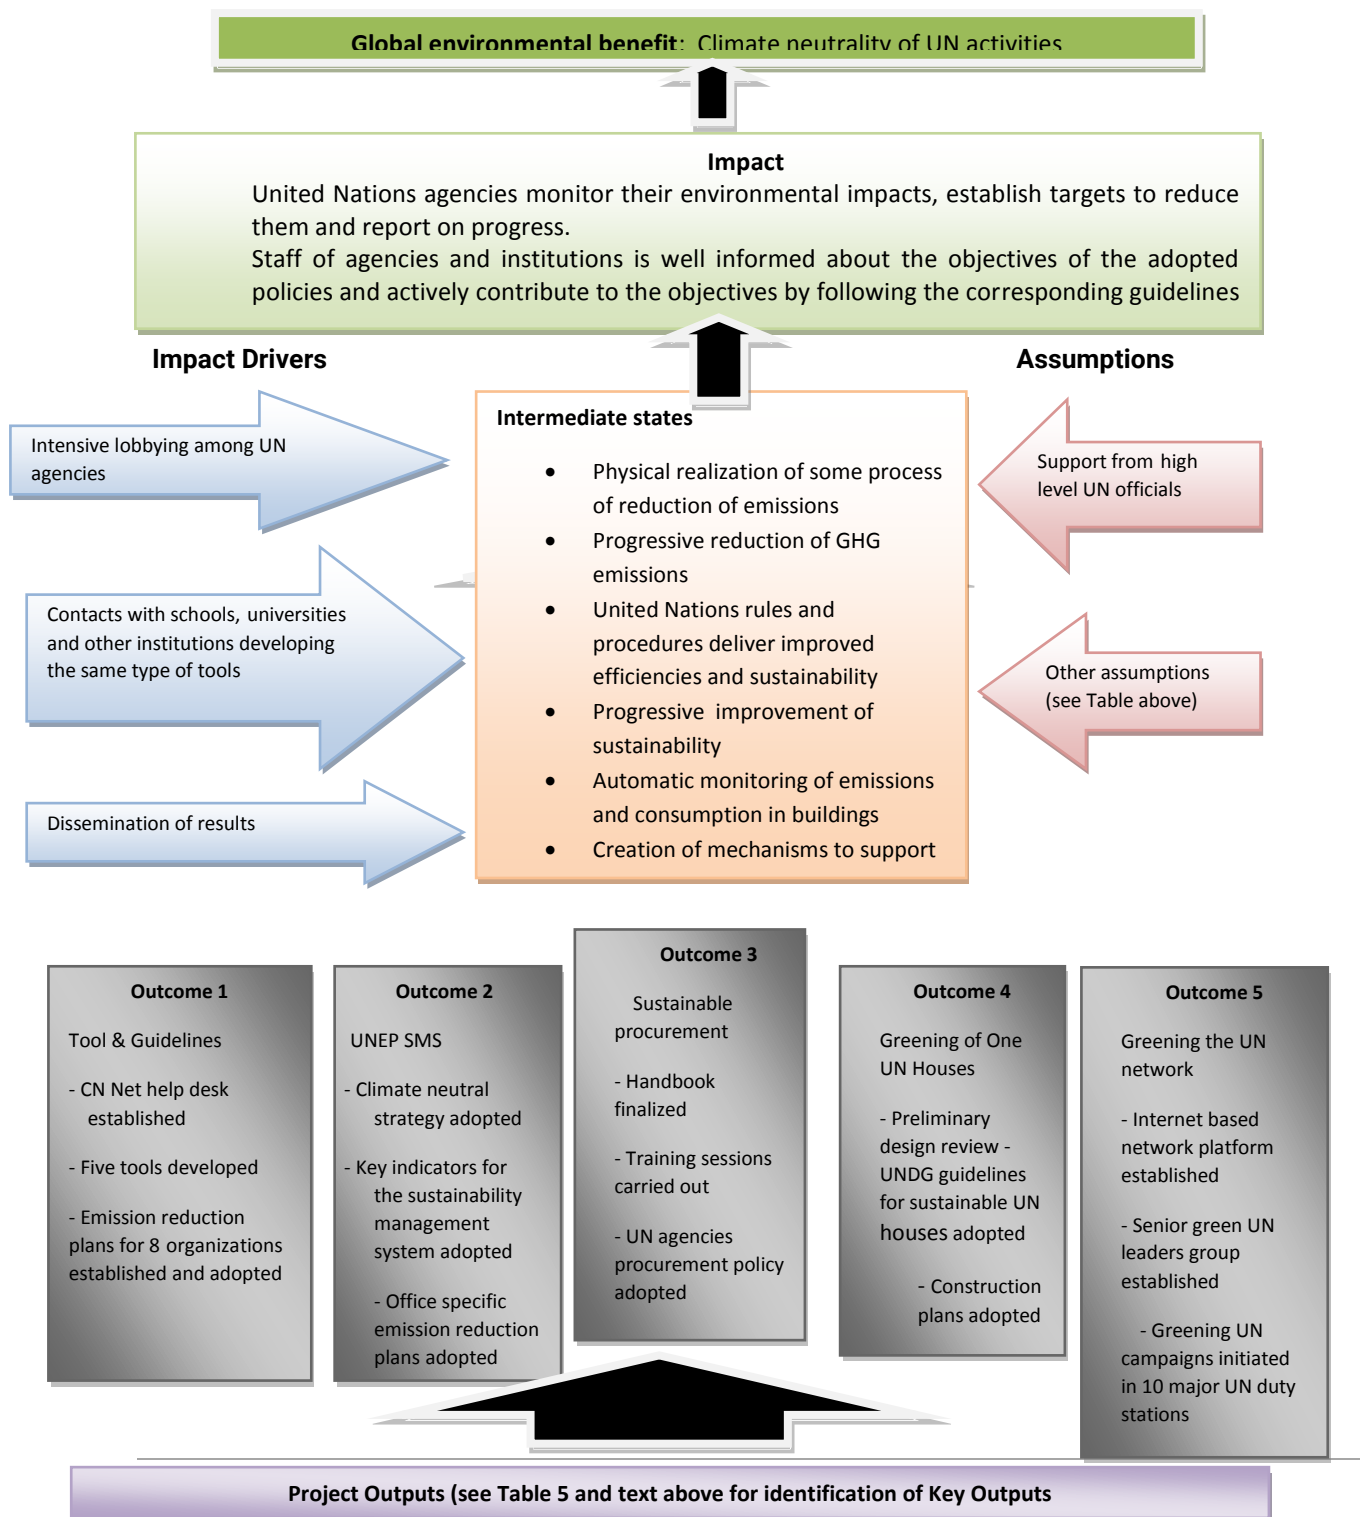 Global environmental benefit: Climate neutrality of UN activities
Impact
United Nations agencies monitor their environmental impacts, establish targets to reduce
them and report on progress.
Staff of agencies and institutions is well informed about the objectives of the adopted
policies and actively contribute to the objectives by following the corresponding guidelines
Impact Drivers
Assumptions
Intensive lobbying among UN
agencies
Contacts with schools, universities
and other institutions developing
the same type of tools
Dissemination of results
Intermediate states
• Physical realization of some process
of reduction of emissions
• Progressive reduction of GHG
emissions
• United Nations rules and
procedures deliver improved
efficiencies and sustainability
• Progressive improvement of
sustainability
• Automatic monitoring of emissions
and consumption in buildings
• Creation of mechanisms to support
Support from high
level UN officials
Other assumptions
(see Table above)
Outcome 1
Tool & Guidelines
- CN Net help desk
established
- Five tools developed
- Emission reduction
plans for 8 organizations
established and adopted
Outcome 2
UNEP SMS
- Climate neutral
strategy adopted
- Key indicators for
the sustainability
management
system adopted
- Office specific
emission reduction
plans adopted
Outcome 3
Sustainable
procurement
- Handbook
finalized
- Training sessions
carried out
- UN agencies
procurement policy
adopted
Outcome 4
Greening of One
UN Houses
- Preliminary
design review -
UNDG guidelines
for sustainable UN
houses adopted
- Construction
plans adopted
Outcome 5
Greening the UN
network
- Internet based
network platform
established
- Senior green UN
leaders group
established
- Greening UN
campaigns initiated
in 10 major UN duty
stations
Project Outputs (see Table 5 and text above for identification of Key Outputs